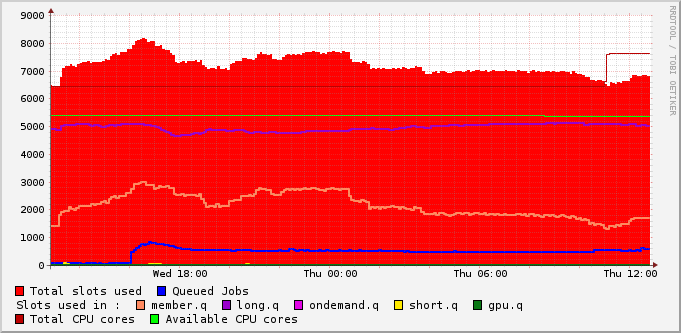 9000
8000
7000
6000
5000
4000
3000
2000
1000
0
Wed 18:00 Thu 00:00 Thu 06:00 Thu 12:00
Total slots used Queued Jobs
Slots used in : member.q long.q ondemand.q short.q gpu.q
Total CPU cores Available CPU cores
RRDTOOL / TOBI OETIKER